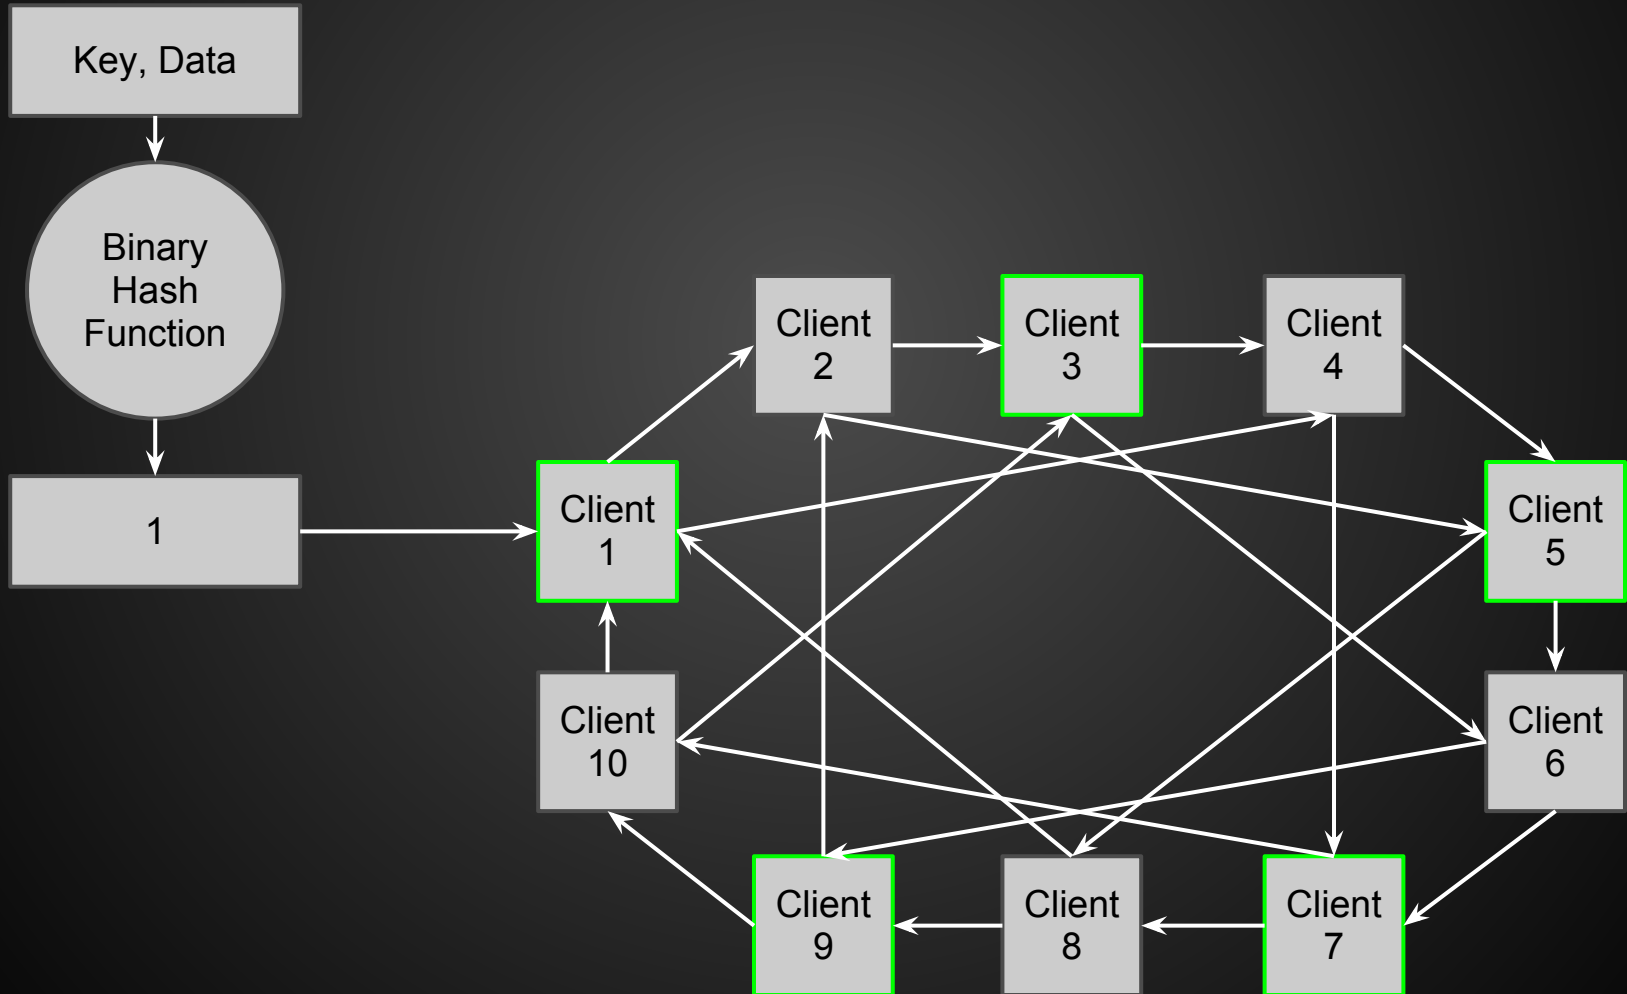 Key, Data
Binary
Hash
Function
1
Client
1
Client
2
Client
3
Client
4
Client
5
Client
6
Client
7
Client
8
Client
9
Client
10